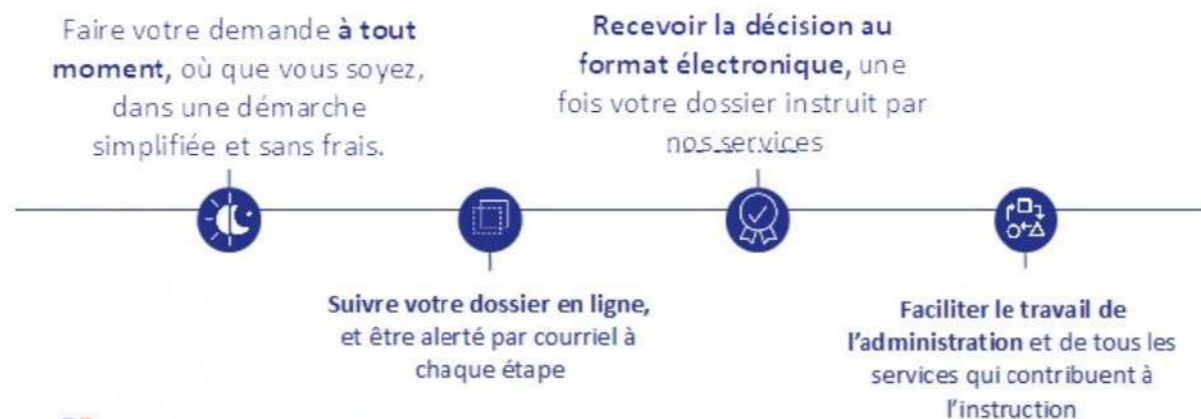 Faire votre demande à tout
moment, où que vous soyez,
dans une démarche
simplifiée et sans frais.
Recevoir la décision au
format électronique, une
fois votre dossier instruit par
nos services
Suivre votre dossier en ligne,
et être alerté par courriel à
chaque étape
Faciliter le travail de
l'administration et de tous les
services qui contribuent à
l'instruction